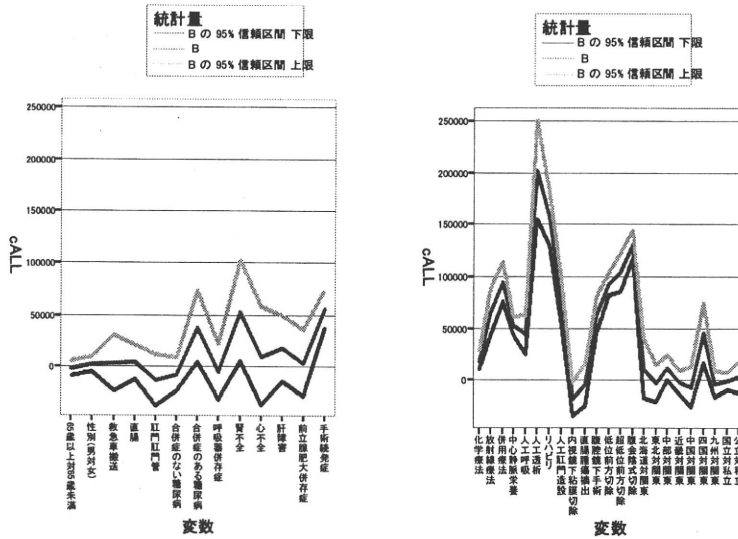 統計量
B の 95% 信頼区間 下限
B
B の 95% 信頼区間 上限
250000
200000
150000
100000
50000
0
cALL
65歳以上対65歳未満
性別(男対女)
救急車搬送
直腸
肛門肛門管
合併症のない糖尿病
合併症のある糖尿病
呼吸器併存症
腎不全
心不全
肝障害
前立腺肥大併存症
手術続発症
変数
統計量
B の 95% 信頼区間 下限
B
B の 95% 信頼区間 上限
250000
200000
150000
100000
50000
0
cALL
化学療法
放射線療法
併用療法
中心静脈栄養
人工呼吸
人工透析
リハビリ
人工肛門造設
内視鏡下粘膜切除
直腸腫瘍摘出
腹腔鏡下手術
低位前方切除
超低位前方切除
腹会陰式切除
北海道対関東
東北対関東
中部対関東
近畿対関東
中国対関東
四国対関東
九州対関東
国立対私立
公立対私立
変数